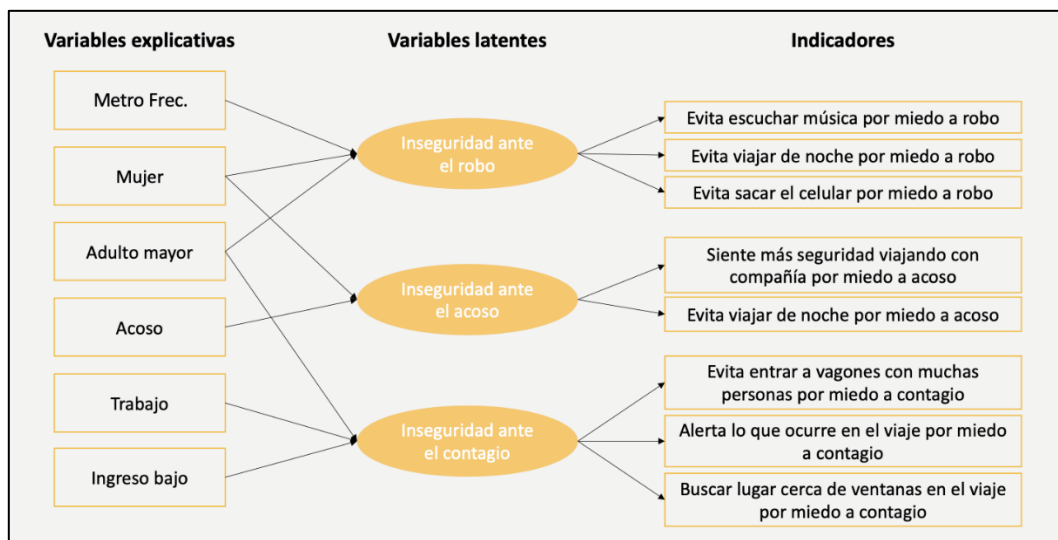 Variables explicativas
Variables latentes
Indicadores
Metro Frec.
Mujer
Adulto mayor
Acoso
Trabajo
Ingreso bajo
Inseguridad ante
el robo
Inseguridad ante
el acoso
Inseguridad ante
el contagio
Evita escuchar música por miedo a robo
Evita viajar de noche por miedo a robo
Evita sacar el celular por miedo a robo
Siente más seguridad viajando con
compañía por miedo a acoso
Evita viajar de noche por miedo a acoso
Evita entrar a vagones con muchas
personas por miedo a contagio
Alerta lo que ocurre en el viaje por miedo
a contagio
Buscar lugar cerca de ventanas en el viaje
por miedo a contagio